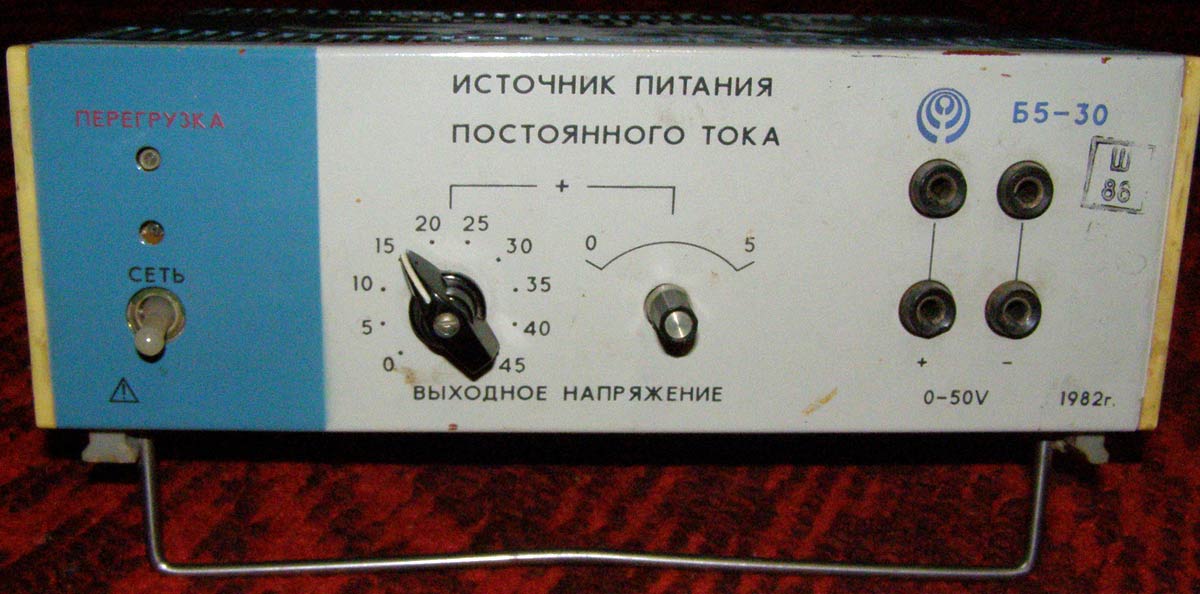 ПЕРЕГРУЗКА
СЕТЬ
ИСТОЧНИК ПИТАНИЯ
ПОСТОЯННОГО ТОКА
+
0
5
10
15
20
25
30
35
40
45
0
5
ВЫХОДНОЕ НАПРЯЖЕНИЕ
Б5-30
Ш
86
+ -
0-50V
1982г.